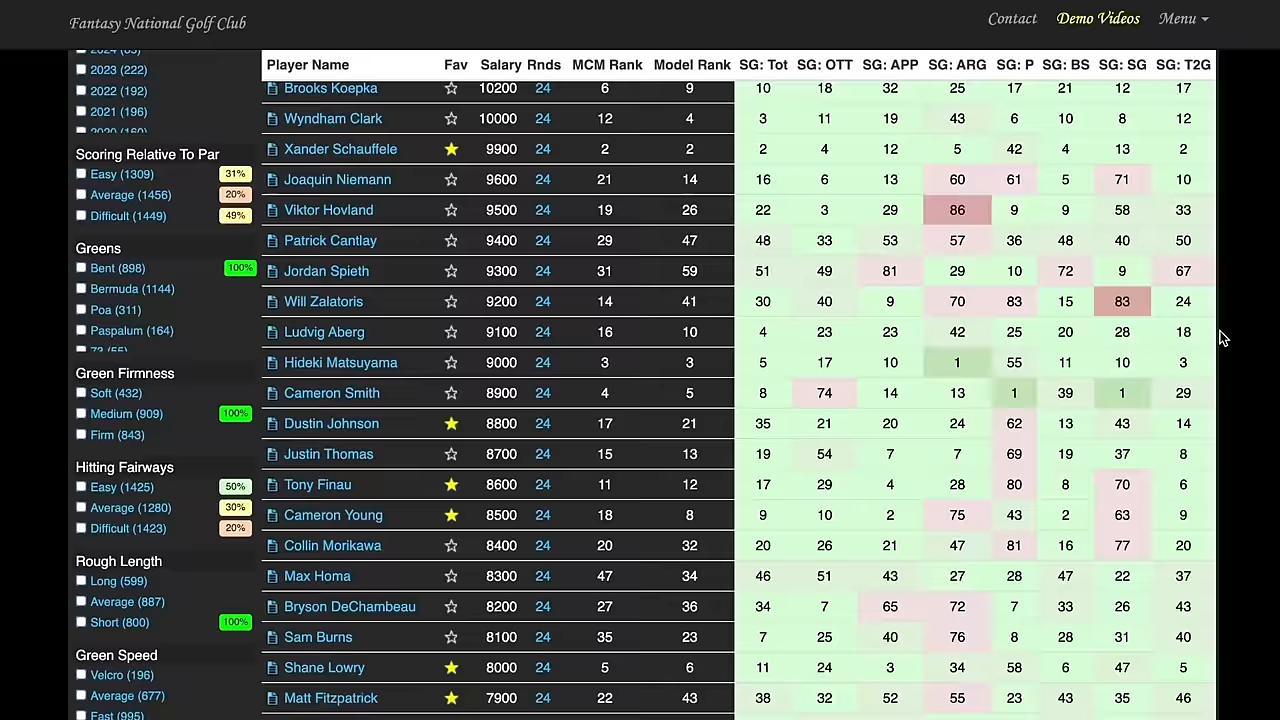 Fantasy National Golf Club
Contact Demo Videos Menu
2023 (222)
2022 (192)
2021 (196)
2020 (160)
Scoring Relative To Par
Easy (1309) 31%
Average (1456) 20%
Difficult (1449) 49%
Greens
Bent (898) 100%
Bermuda (1144)
Poa (311)
Paspalum (164)
Green Firmness
Soft (432)
Medium (909) 100%
Firm (843)
Hitting Fairways
Easy (1425) 50%
Average (1280) 30%
Difficult (1423) 20%
Rough Length
Long (599)
Average (887)
Short (800) 100%
Green Speed
Velcro (196)
Average (677)
Fast (995)
Player Name Fav Salary Rnds MCM Rank Model Rank SG: Tot SG: OTT SG: APP SG: ARG SG: P SG: BS SG: SG SG: T2G
Brooks Koepka 10200 24 6 9 10 18 32 25 17 21 12 17
Wyndham Clark 10000 24 12 4 3 11 19 43 6 10 8 12
Xander Schauffele 9900 24 2 2 2 4 12 5 42 4 13 2
Joaquin Niemann 9600 24 21 14 16 6 13 60 61 5 71 10
Viktor Hovland 9500 24 19 26 22 3 29 86 9 9 58 33
Patrick Cantlay 9400 24 29 47 48 33 53 57 36 48 40 50
Jordan Spieth 9300 24 31 59 51 49 81 29 10 72 9 67
Will Zalatoris 9200 24 14 41 30 40 9 70 83 15 83 24
Ludvig Aberg 9100 24 16 10 4 23 23 42 25 20 28 18
Hideki Matsuyama 9000 24 3 3 5 17 10 1 55 11 10 3
Cameron Smith 8900 24 4 5 8 74 14 13 1 39 1 29
Dustin Johnson 8800 24 17 21 35 21 20 24 62 13 43 14
Justin Thomas 8700 24 15 13 19 54 7 7 69 19 37 8
Tony Finau 8600 24 11 12 17 29 4 28 80 8 70 6
Cameron Young 8500 24 18 8 9 10 2 75 43 2 63 9
Collin Morikawa 8400 24 20 32 20 26 21 47 81 16 77 20
Max Homa 8300 24 47 34 46 51 43 27 28 47 22 37
Bryson DeChambeau 8200 24 27 36 34 7 65 72 7 33 26 43
Sam Burns 8100 24 35 23 7 25 40 76 8 28 31 40
Shane Lowry 8000 24 5 6 11 24 3 34 58 6 47 5
Matt Fitzpatrick 7900 24 22 43 38 32 52 55 23 43 35 46